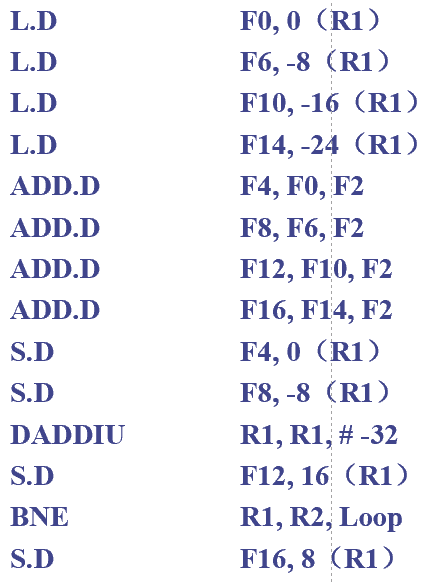 L.D F0, 0（R1）
L.D F6, -8（R1）
L.D F10, -16（R1）
L.D F14, -24（R1）
ADD.D F4, F0, F2
ADD.D F8, F6, F2
ADD.D F12, F10, F2
ADD.D F16, F14, F2
S.D F4, 0（R1）
S.D F8, -8（R1）
DADDIU R1, R1, # -32
S.D F12, 16（R1）
BNE R1, R2, Loop
S.D F16, 8（R1）